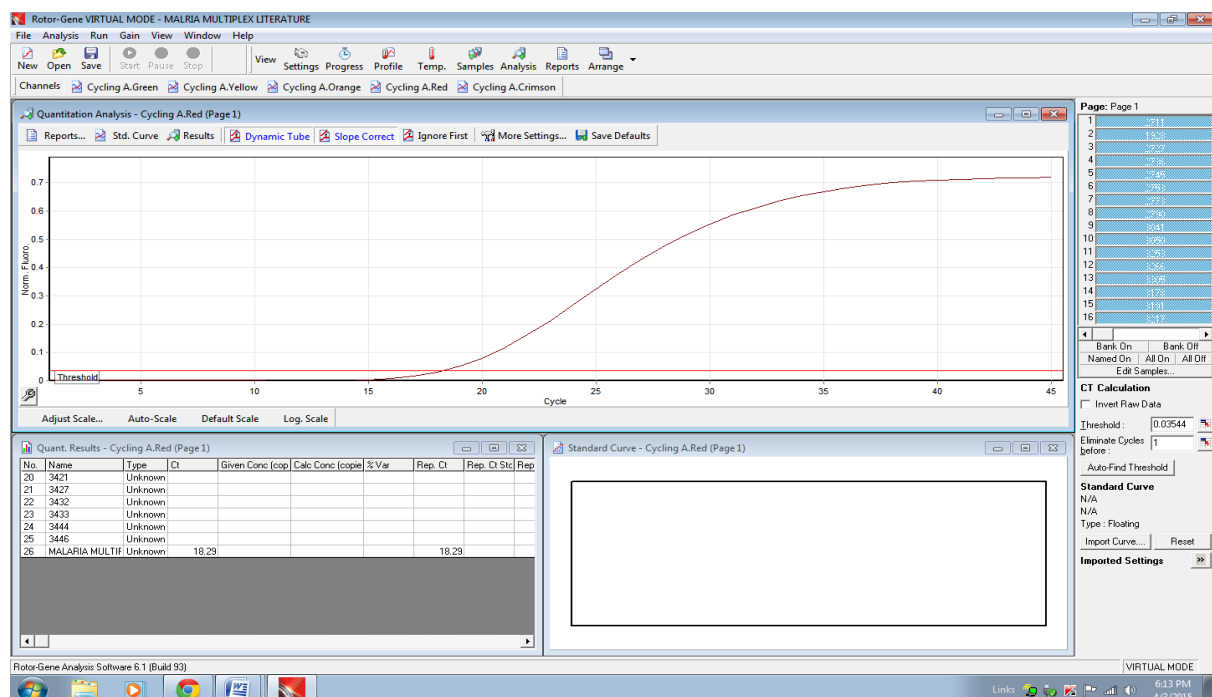 Rotor-Gene VIRTUAL MODE - MALRIA MULTIPLEX LITERATURE
File Analysis Run Gain View Window Help
New Open Save Start Pause Stop View Settings Progress Profile Temp. Samples Analysis Reports Arrange
Channels Cycling A.Green Cycling A.Yellow Cycling A.Orange Cycling A.Red Cycling A.Crimson
Quantitation Analysis - Cycling A.Red (Page 1)
Reports... Std. Curve Results Dynamic Tube Slope Correct Ignore First More Settings... Save Defaults
0.7
0.6
0.5
0.4
0.3
0.2
0.1
0
Norm. Fluoro.
Threshold
5 10 15 20 25 30 35 40 45
Cycle
Adjust Scale... Auto-Scale Default Scale Log. Scale
Page: Page 1
1
2
3
4
5
6
7
8
9
10
11
12
13
14
15
16
Bank On Bank Off
Named On All On All Off
Edit Samples...
CT Calculation
Invert Raw Data
Threshold : 0.03544
Eliminate Cycles before : 1
Auto-Find Threshold
Standard Curve
N/A
N/A
Type : Floating
Import Curve.... Reset
Imported Settings
Quant. Results - Cycling A.Red (Page 1)
No. Name Type Ct Given Conc (cop Calc Conc (copie % Var Rep. Ct Rep. Ct Stc Rep
20 3421 Unknown
21 3427 Unknown
22 3432 Unknown
23 3433 Unknown
24 3444 Unknown
25 3446 Unknown
26 MALARIA MULTIF Unknown 18.29 18.29
Standard Curve - Cycling A.Red (Page 1)
Rotor-Gene Analysis Software 6.1 (Build 93)
VIRTUAL MODE
Links
6:13 PM